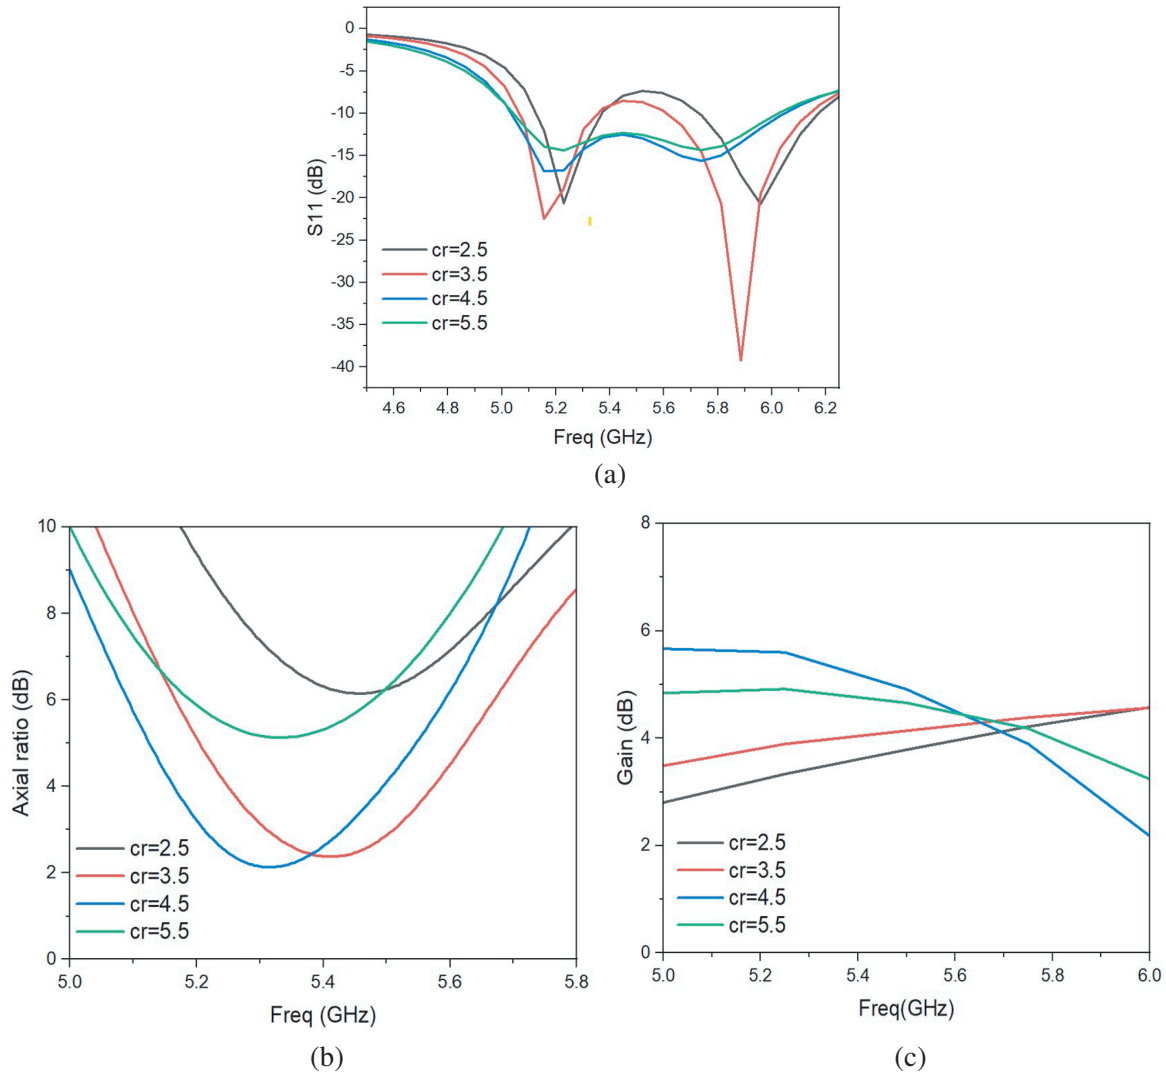 0
-5
-10
-15
-20
-25
-30
-35
-40
S11 (dB)
cr=2.5
cr=3.5
cr=4.5
cr=5.5
4.6 4.8 5.0 5.2 5.4 5.6 5.8 6.0 6.2
Freq (GHz)
(a)
10
8
6
4
2
0
Axial ratio (dB)
cr=2.5
cr=3.5
cr=4.5
cr=5.5
5.0 5.2 5.4 5.6 5.8
Freq (GHz)
(b)
8
6
4
2
0
Gain (dB)
cr=2.5
cr=3.5
cr=4.5
cr=5.5
5.0 5.2 5.4 5.6 5.8 6.0
Freq(GHz)
(c)